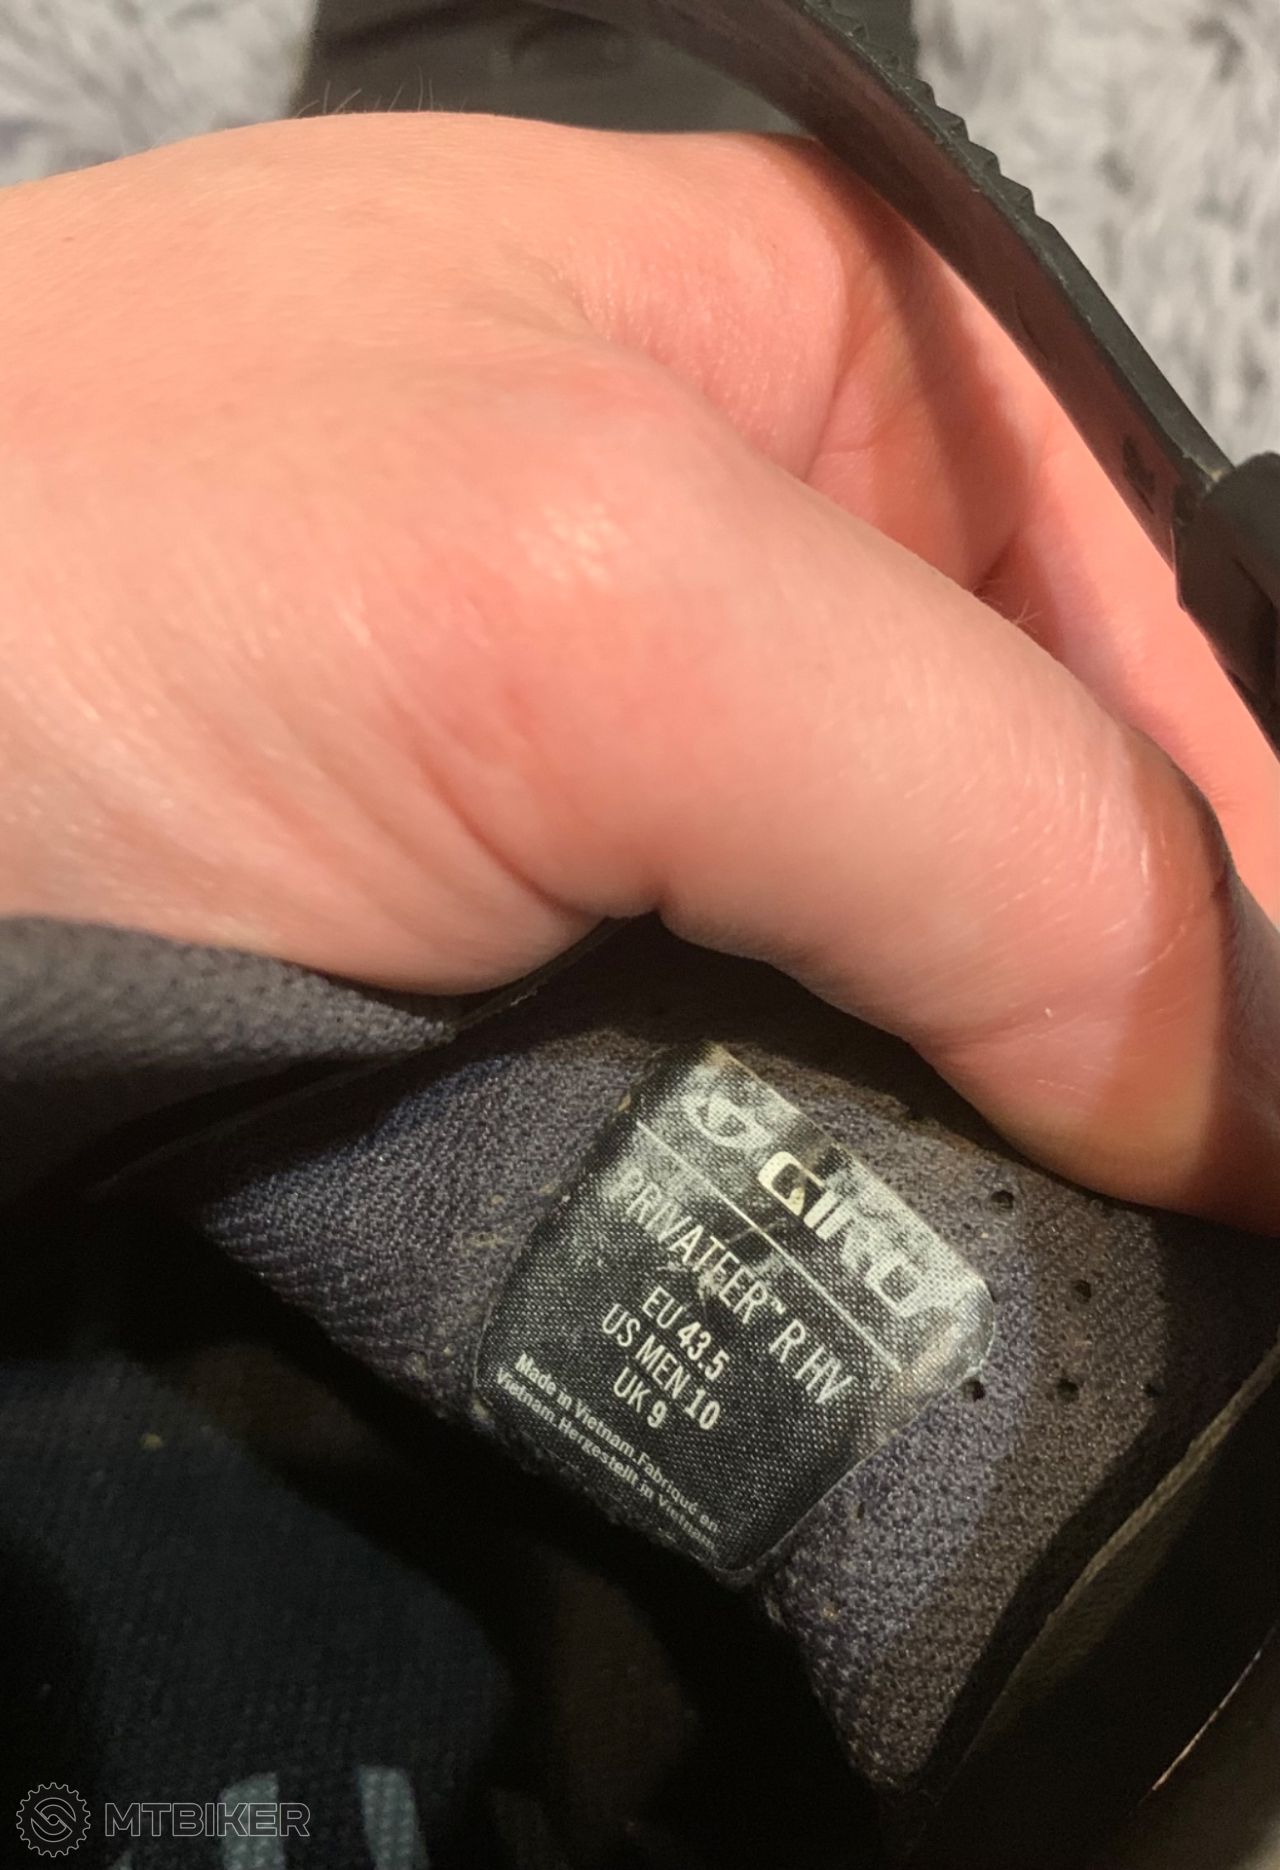 GIRO
PRIVATEER™ R HV
EU 43.5
US MEN 10
UK 9
Made in Vietnam.Fabriqué en
Vietnam.Hergestellt in Vietnam.
MTBIKER